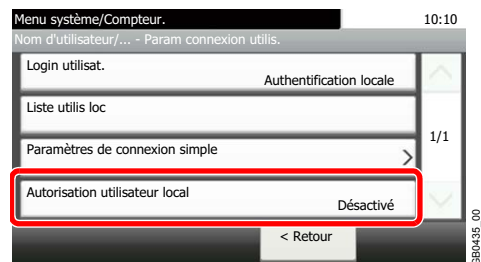 Menu système/Compteur.
10:10
Nom d'utilisateur/... - Param connexion utilis.
Login utilisat.
Authentification locale
Liste utilis loc
1/1
Paramètres de connexion simple
Autorisation utilisateur local
Désactivé
< Retour
GB0435_00